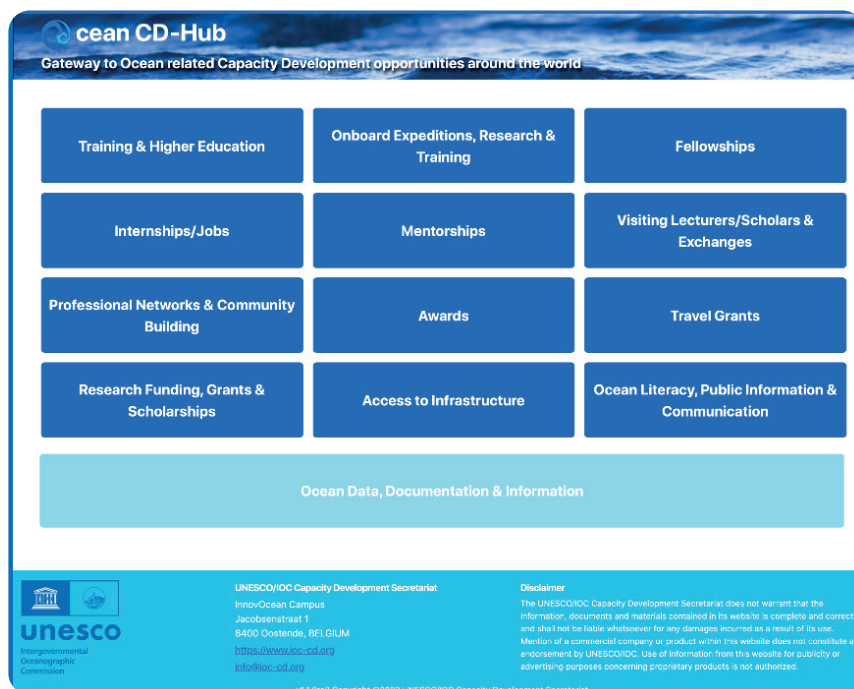 cean CD-Hub
Gateway to Ocean related Capacity Development opportunities around the world
Training & Higher Education
Onboard Expeditions, Research &
Training
Fellowships
Internships/Jobs
Mentorships
Visiting Lecturers/Scholars &
Exchanges
Professional Networks & Community
Building
Awards
Travel Grants
Research Funding, Grants &
Scholarships
Access to Infrastructure
Ocean Literacy, Public Information &
Communication
Ocean Data, Documentation & Information
unesco
Intergovernmental
Oceanographic
Commission
UNESCO/IOC Capacity Development Secretariat
InnovOcean Campus
Jacobsenstraat 1
8400 Oostende, BELGIUM
https://www.ioc-cd.org
info@ioc-cd.org
Disclaimer
The UNESCO/IOC Capacity Development Secretariat does not warrant that the
information, documents and materials contained in its website is complete and correct
and shall not be liable whatsoever for any damages incurred as a result of its use.
Mention of a commercial company or product within this website does not constitute a
endorsement by UNESCO/IOC. Use of information from this website for publicity or
advertising purposes concerning proprietary products is not authorized.
Copyright UNESCO/IOC Capacity Development Secretariat